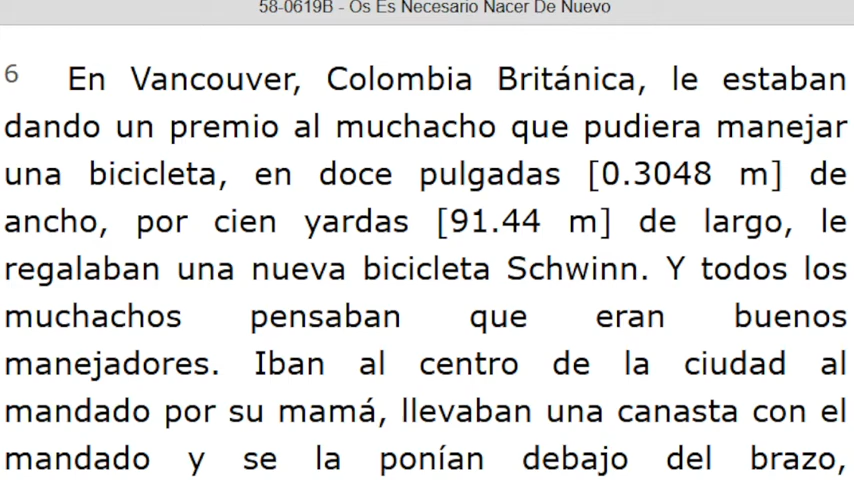 58-0619B - Os Es Necesario Nacer De Nuevo
6 En Vancouver, Colombia Británica, le estaban
dando un premio al muchacho que pudiera manejar
una bicicleta, en doce pulgadas [0.3048 m] de
ancho, por cien yardas [91.44 m] de largo, le
regalaban una nueva bicicleta Schwinn. Y todos los
muchachos pensaban que eran buenos
manejadores. Iban al centro de la ciudad al
mandado por su mamá, llevaban una canasta con el
mandado y se la ponían debajo del brazo,